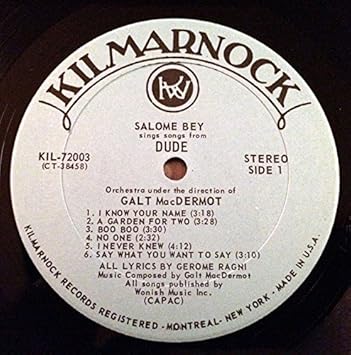 KILMARNOCK
SALOME BEY
sings songs from
DUDE
KIL-72003
(CT-38458)
STEREO
SIDE 1
Orchestra under the direction of
GALT MacDERMOT
1. I KNOW YOUR NAME (3:18)
2. A GARDEN FOR TWO (3:28)
3. BOO BOO (3:30)
4. NO ONE (2:32)
5. I NEVER KNEW (4:12)
6. SAY WHAT YOU WANT TO SAY (3:30)
ALL LYRICS BY GEROME RAGNI
Music Composed by Galt MacDermot
All songs published by
Wonish Music Inc.
(CAPAC)
KILMARNOCK RECORDS REGISTERED - MONTREAL - NEW YORK - MADE IN U.S.A.